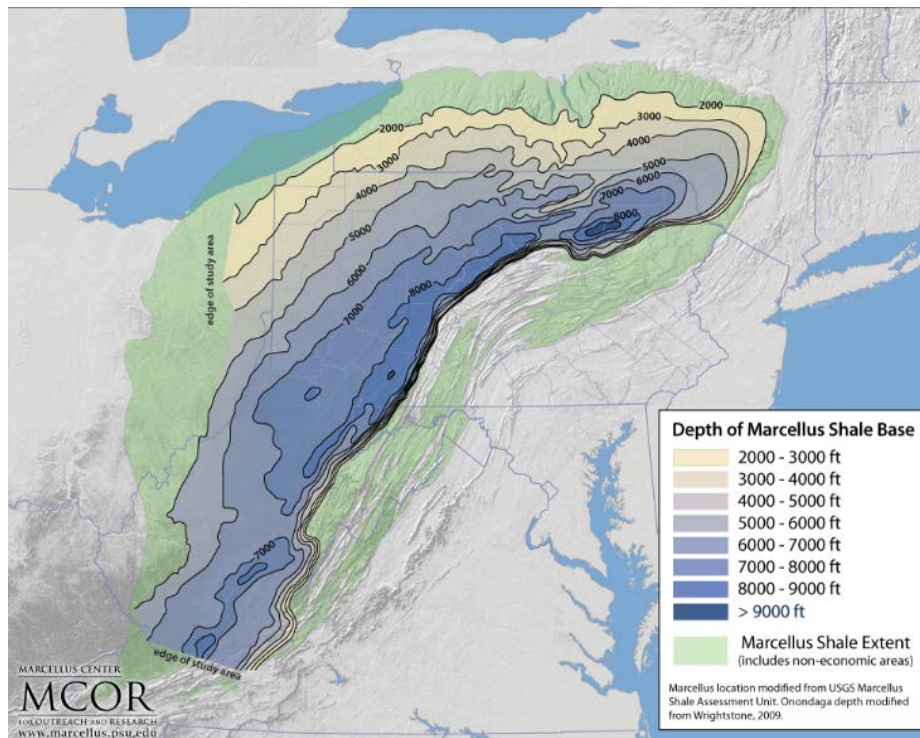 2000
2000
3000
3000
4000
4000
5000
5000
6000
6000
7000
7000
8000
8000
7000
edge of study area
edge of study area
Depth of Marcellus Shale Base
2000 - 3000 ft
3000 - 4000 ft
4000 - 5000 ft
5000 - 6000 ft
6000 - 7000 ft
7000 - 8000 ft
8000 - 9000 ft
> 9000 ft
Marcellus Shale Extent
(includes non-economic areas)
Marcellus location modified from USGS Marcellus
Shale Assessment Unit. Onondaga depth modified
from Wrightstone, 2009.
MARCELLUS CENTER
MCOR
FOR OUTREACH AND RESEARCH
www.marcellus.psu.edu